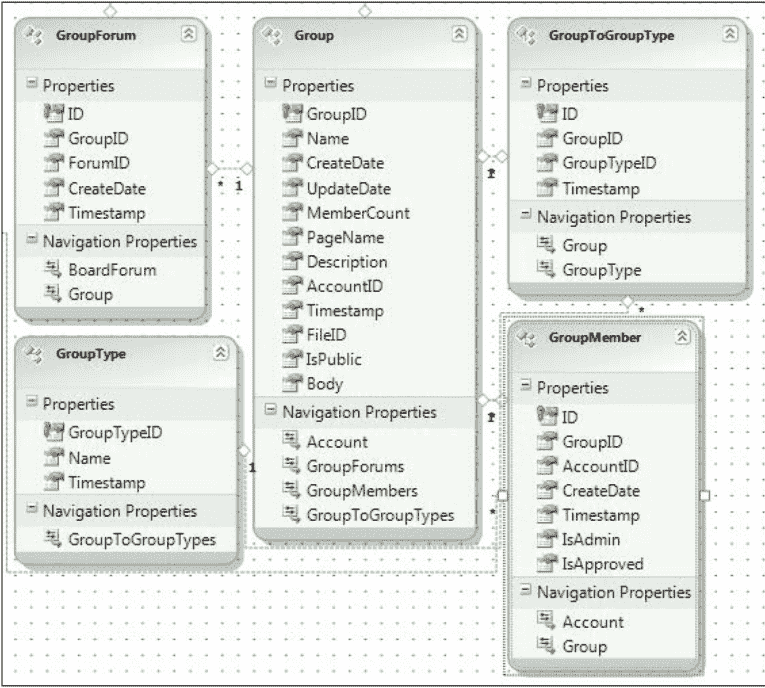 GroupForum
Properties
ID
GroupID
ForumID
CreateDate
Timestamp
Navigation Properties
BoardForum
Group
* 1
Group
Properties
GroupID
Name
CreateDate
UpdateDate
MemberCount
PageName
Description
AccountID
Timestamp
FileID
IsPublic
Body
Navigation Properties
Account
GroupForums
GroupMembers
GroupToGroupTypes
GroupToGroupType
Properties
ID
GroupID
GroupTypeID
Timestamp
Navigation Properties
Group
GroupType
*
GroupType
Properties
GroupTypeID
Name
Timestamp
Navigation Properties
GroupToGroupTypes
1
*
GroupMember
Properties
ID
GroupID
AccountID
CreateDate
Timestamp
IsAdmin
IsApproved
Navigation Properties
Account
Group